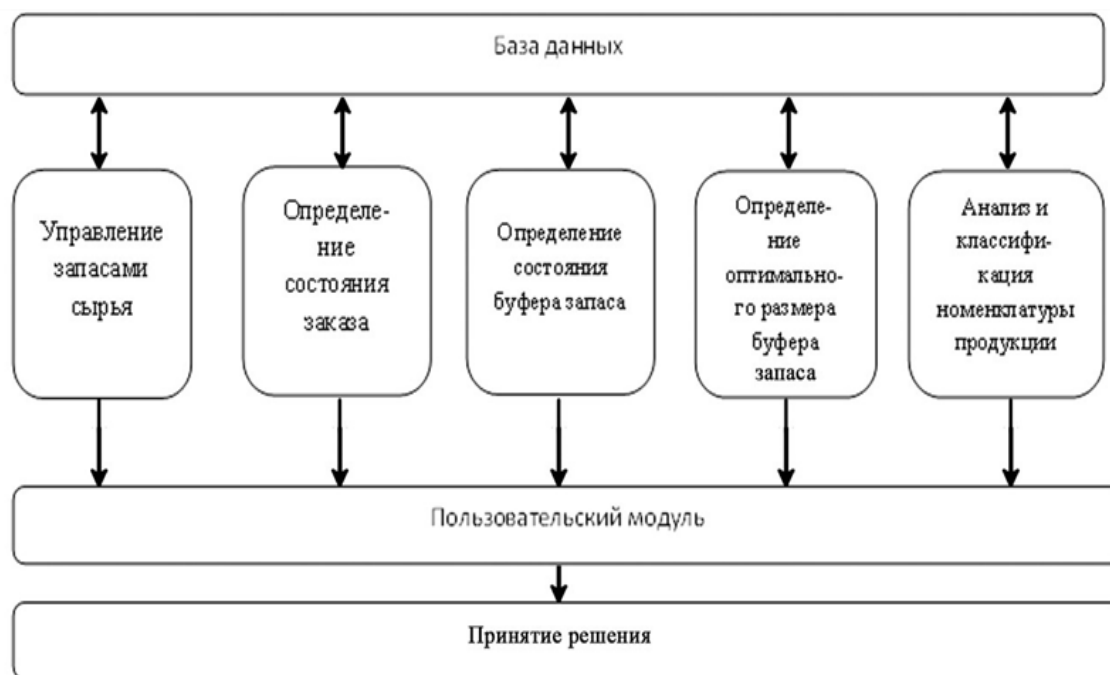 База данных
Управление
запасами
сырья
Определе-
ние
состояния
заказа
Определение
состояния
буфера запаса
Определе-
ние
оптимально-
го размера
буфера
запаса
Анализ и
классифи-
кация
номенклатуры
продукции
Пользовательский модуль
Принятие решения